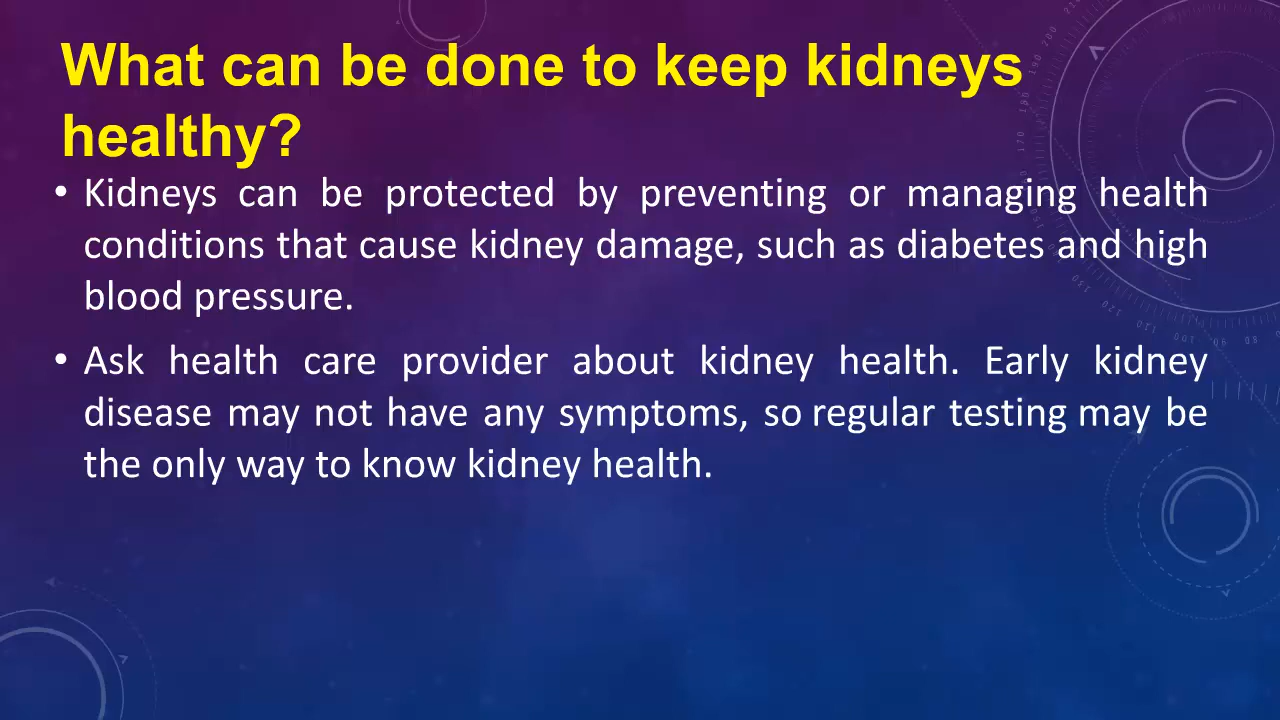 What can be done to keep kidneys
healthy?
• Kidneys can be protected by preventing or managing health
conditions that cause kidney damage, such as diabetes and high
blood pressure.
• Ask health care provider about kidney health. Early kidney
disease may not have any symptoms, so regular testing may be
the only way to know kidney health.